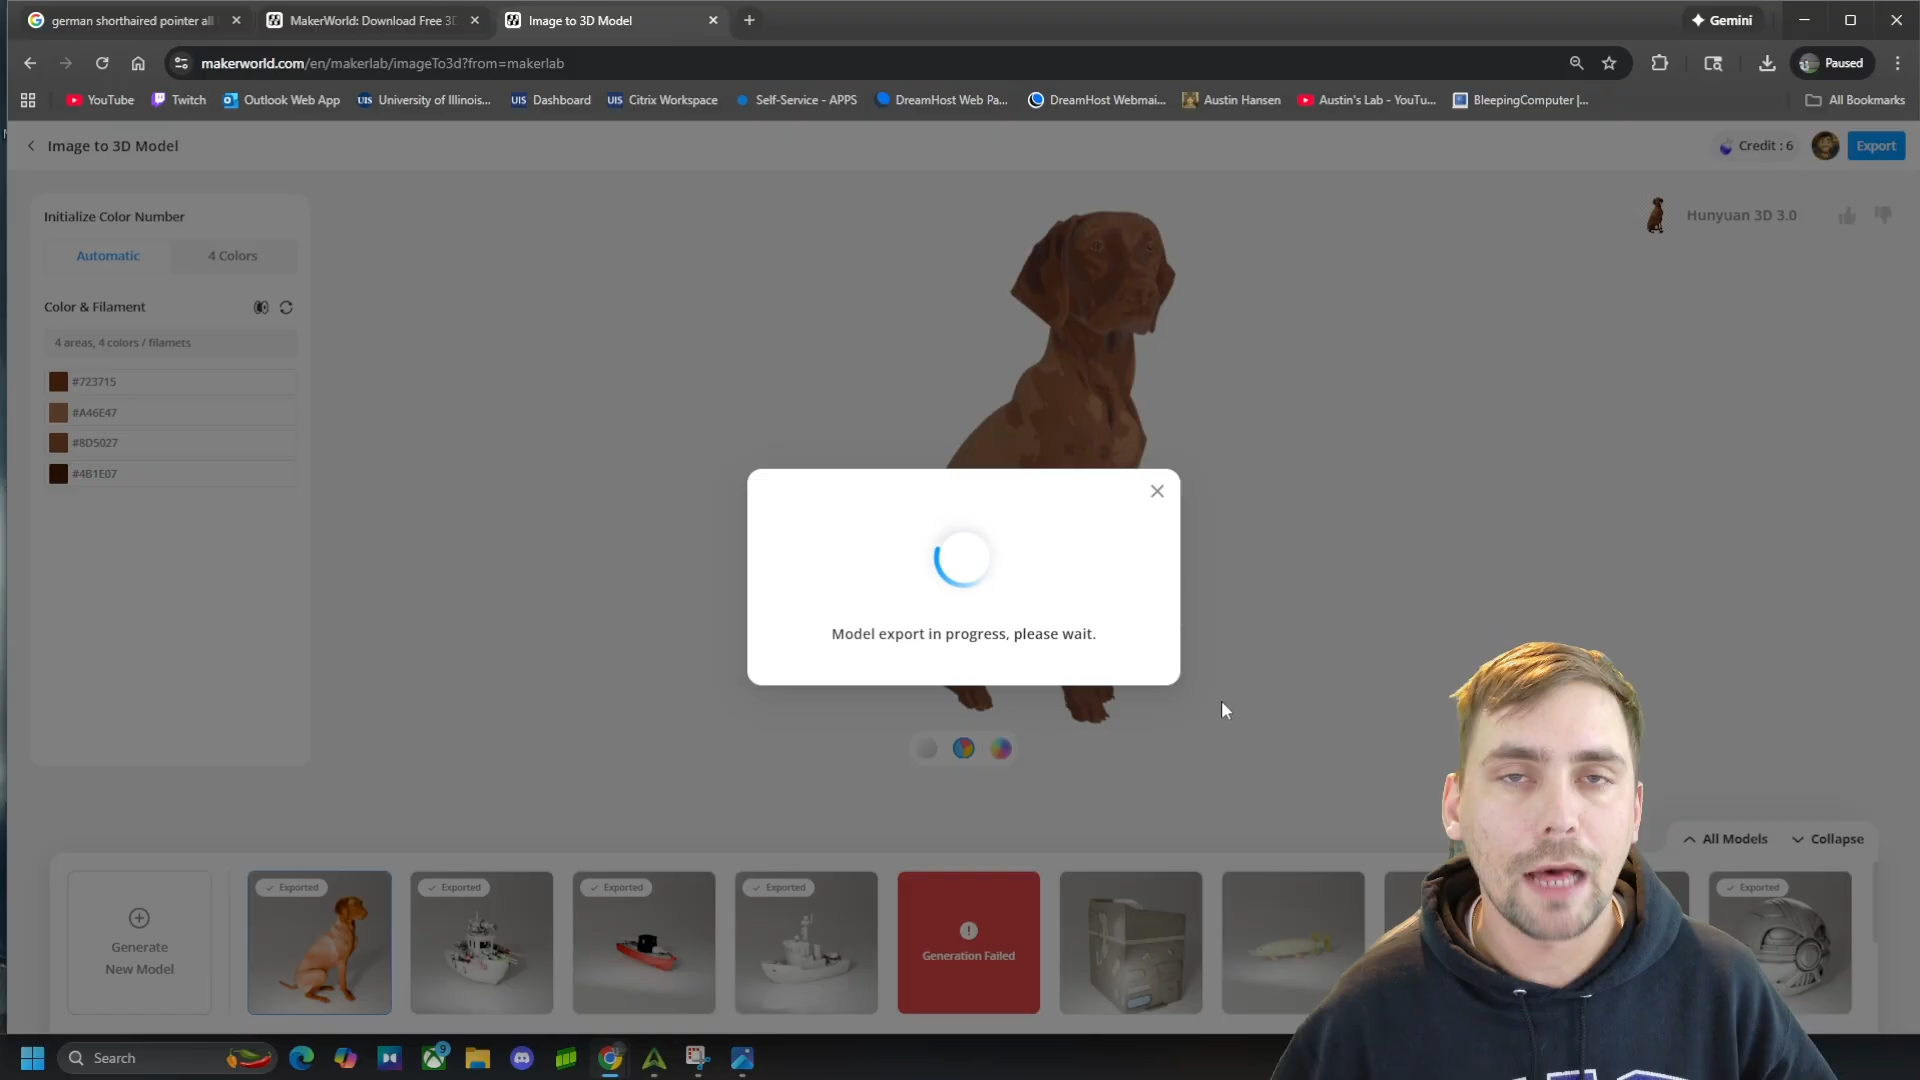 german shorthaired pointer all
MakerWorld: Download Free 3D
Image to 3D Model
Gemini
makerworld.com/en/makerlab/imageTo3d?from=makerlab
Paused
YouTube
Twitch
Outlook Web App
UIS University of Illinois...
UIS Dashboard
UIS Citrix Workspace
Self-Service - APPS
DreamHost Web Pa...
DreamHost Webmai...
Austin Hansen
Austin's Lab - YouTu...
BleepingComputer |...
All Bookmarks
Image to 3D Model
Credit : 6
Export
Initialize Color Number
Automatic
4 Colors
Hunyuan 3D 3.0
Color & Filament
4 areas, 4 colors / filamets
#723715
#A46E47
#8D5027
#4B1E07
Model export in progress, please wait.
All Models
Collapse
Generate
New Model
Exported
Exported
Exported
Exported
Generation Failed
Exported
Search
9